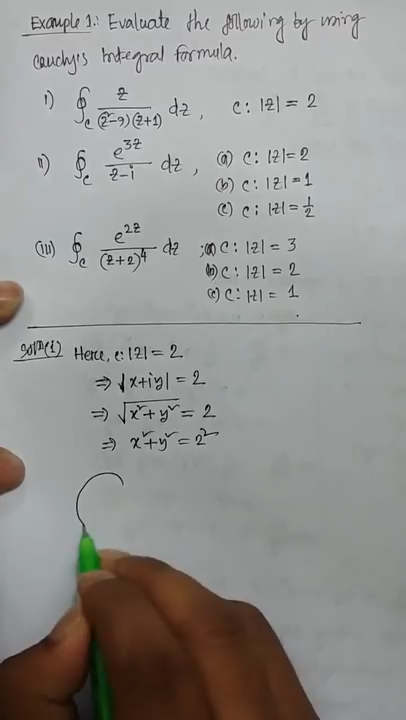 Example 1.: Evaluate the following by using
Cauchy's Integral formula.
i) ∮_C z/((z²-9)(z+1)) dz, C: |z| = 2
ii) ∮_C e^{3z}/(z-i) dz, (a) C: |z| = 2
(b) C: |z| = 1
(c) C: |z| = 1/2
(iii) ∮_C e^{2z}/(z+2)⁴ dz; (a) C: |z| = 3
(b) C: |z| = 2
(c) C: |z| = 1
Solⁿ(1) Here, C: |z| = 2
⇒ |x+iy| = 2
⇒ √(x²+y²) = 2
⇒ x²+y² = 2²